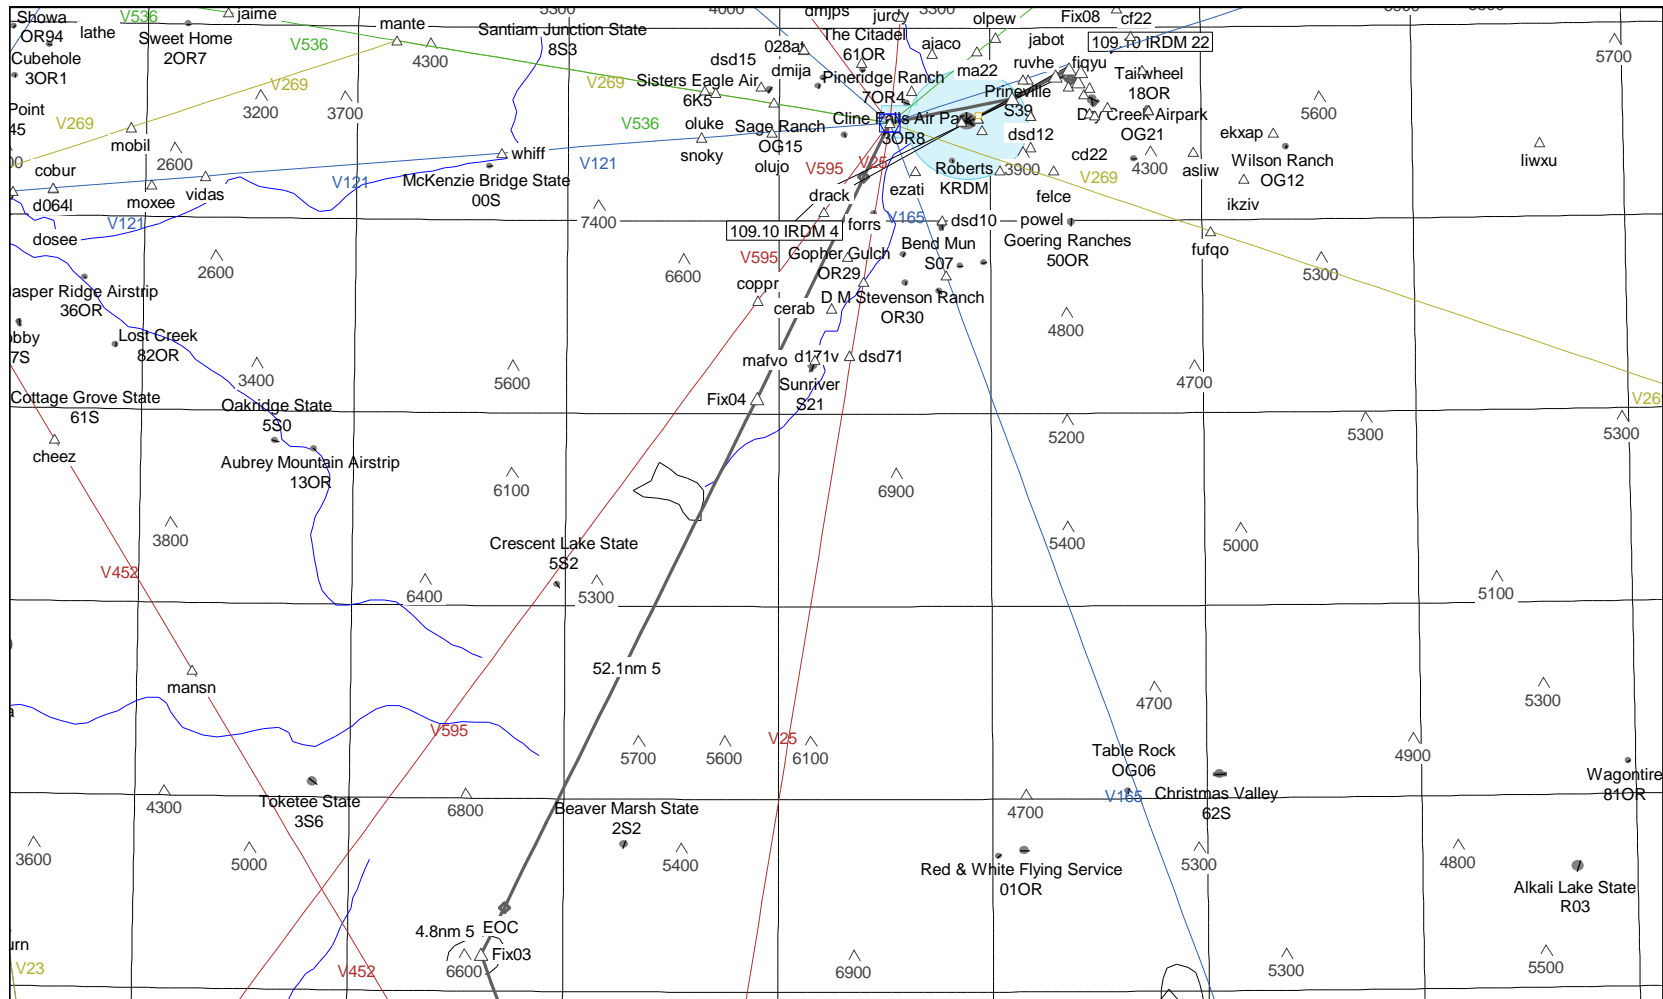 Showa
OR94
lathe
Cubehole
3OR1
V536
jaime
Sweet Home
2OR7
V536
mante
4300
5300
Santiam Junction State
8S3
4000
dmjps
jurcy
3300
The Citadel
61OR
028at
ajaco
olpew
Fix08
cf22
jabot
109.10 IRDM 22
5700
dsd15
dmija
Sisters Eagle Air
6K5
Pineridge Ranch
7OR4
ma22
ruvhe
fiqyu
Tailwheel
18OR
Prineville
S39
V269
V269
3200
3700
Point
45
V269
mobil
2600
V536
oluke
snoky
Sage Ranch
OG15
olujo
Cline Falls Air Park
3OR8
dsd12
Dry Creek Airpark
OG21
5600
ekxap
Wilson Ranch
OG12
liwxu
cobur
d064l
moxee
vidas
V121
whiff
V121
McKenzie Bridge State
00S
V595
V25
ezati
Roberts
KRDM
3900
cd22
4300
asliw
V269
ikziv
drack
felce
dosee
V121
7400
109.10 IRDM 4
forrs
V165
dsd10
powel
Goering Ranches
50OR
fufqo
Bend Mun
S07
2600
6600
V595
Gopher Gulch
OR29
5300
Jasper Ridge Airstrip
36OR
coppr
cerab
D M Stevenson Ranch
OR30
4800
obby
7S
Lost Creek
82OR
3400
5600
mafvo
d171v
dsd71
4700
Sunriver
S21
Cottage Grove State
61S
Oakridge State
5S0
Fix04
V269
5200
5300
5300
cheez
Aubrey Mountain Airstrip
13OR
6100
6900
3800
Crescent Lake State
5S2
5400
5000
V452
6400
5300
5100
mansn
52.1nm 5
4700
5300
V595
V25
5700
5600
6100
Table Rock
OG06
4900
Wagontire
81OR
4300
Toketee State
3S6
6800
Beaver Marsh State
2S2
4700
V165
Christmas Valley
62S
3600
5000
5400
Red & White Flying Service
01OR
5300
4800
Alkali Lake State
R03
4.8nm 5
EOC
urn
V23
V452
6600
Fix03
6900
5300
5500